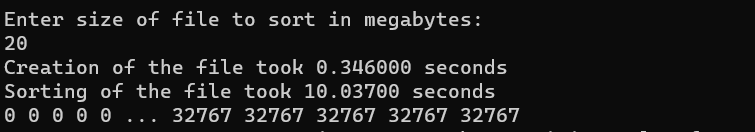 Enter size of file to sort in megabytes:
20
Creation of the file took 0.346000 seconds
Sorting of the file took 10.03700 seconds
0 0 0 0 0 ... 32767 32767 32767 32767 32767